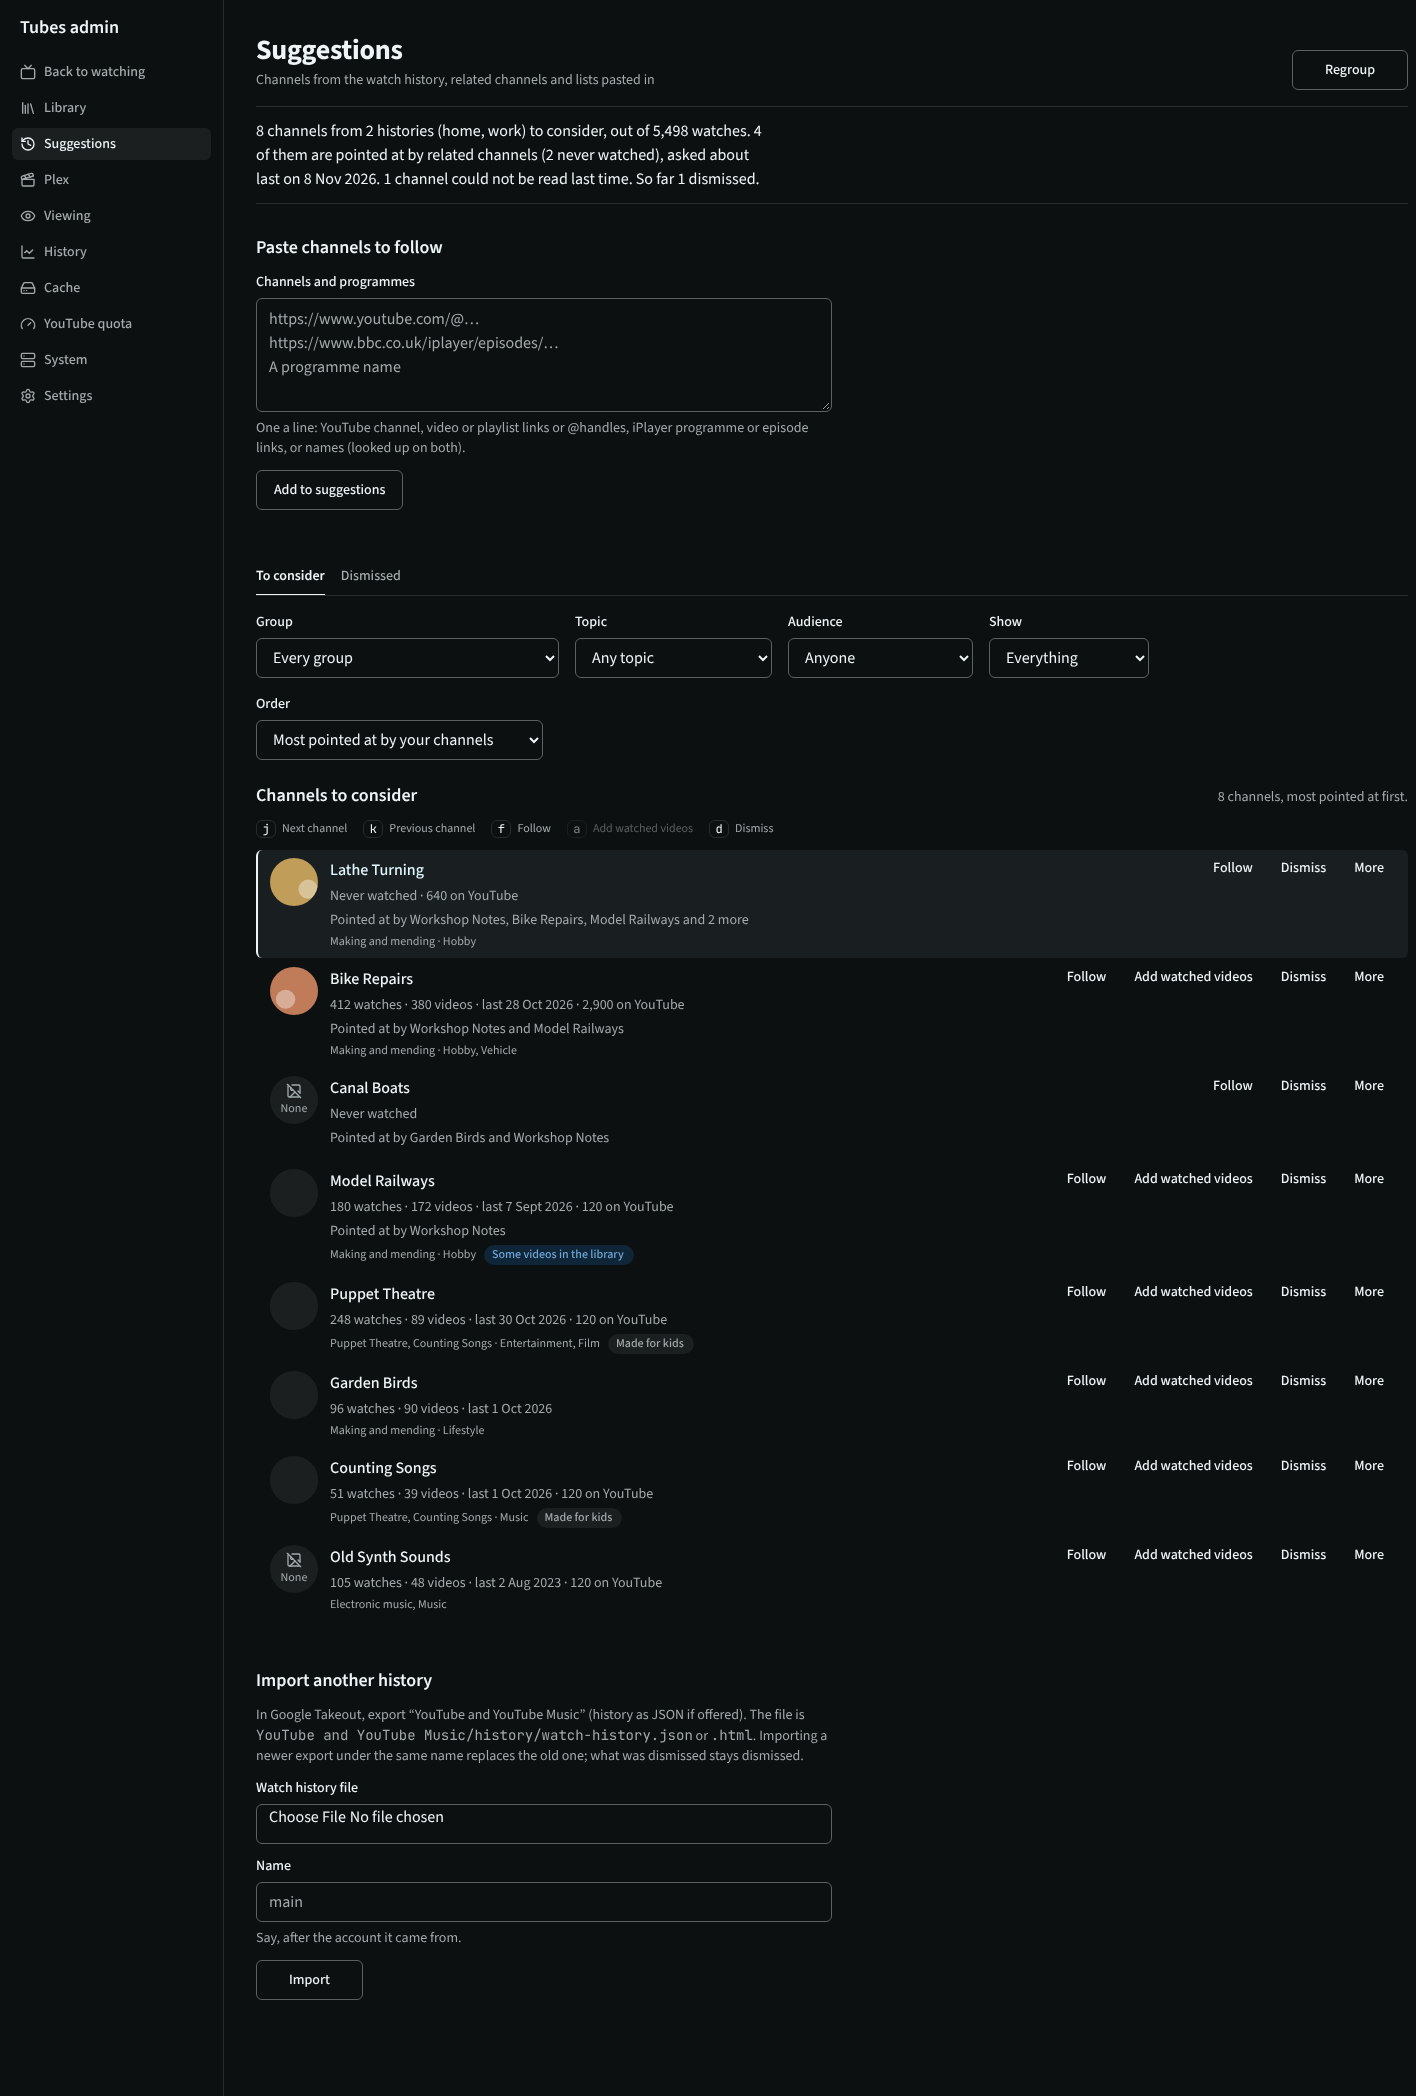 Tubes admin
Back to watching
Library
Suggestions
Plex
Viewing
History
Cache
YouTube quota
System
Settings
Suggestions
Channels from the watch history, related channels and lists pasted in
Regroup
8 channels from 2 histories (home, work) to consider, out of 5,498 watches. 4
of them are pointed at by related channels (2 never watched), asked about
last on 8 Nov 2026. 1 channel could not be read last time. So far 1 dismissed.
Paste channels to follow
Channels and programmes
https://www.youtube.com/@…
https://www.bbc.co.uk/iplayer/episodes/…
A programme name
One a line: YouTube channel, video or playlist links or @handles, iPlayer programme or episode
links, or names (looked up on both).
Add to suggestions
To consider Dismissed
Group Topic Audience Show
Every group Any topic Anyone Everything
Order
Most pointed at by your channels
Channels to consider
8 channels, most pointed at first.
j Next channel k Previous channel f Follow a Add watched videos d Dismiss
Lathe Turning
Follow Dismiss More
Never watched · 640 on YouTube
Pointed at by Workshop Notes, Bike Repairs, Model Railways and 2 more
Making and mending · Hobby
Bike Repairs
Follow Add watched videos Dismiss More
412 watches · 380 videos · last 28 Oct 2026 · 2,900 on YouTube
Pointed at by Workshop Notes and Model Railways
Making and mending · Hobby, Vehicle
None
Canal Boats
Follow Dismiss More
Never watched
Pointed at by Garden Birds and Workshop Notes
Model Railways
Follow Add watched videos Dismiss More
180 watches · 172 videos · last 7 Sept 2026 · 120 on YouTube
Pointed at by Workshop Notes
Making and mending · Hobby Some videos in the library
Puppet Theatre
Follow Add watched videos Dismiss More
248 watches · 89 videos · last 30 Oct 2026 · 120 on YouTube
Puppet Theatre, Counting Songs · Entertainment, Film Made for kids
Garden Birds
Follow Add watched videos Dismiss More
96 watches · 90 videos · last 1 Oct 2026
Making and mending · Lifestyle
Counting Songs
Follow Add watched videos Dismiss More
51 watches · 39 videos · last 1 Oct 2026 · 120 on YouTube
Puppet Theatre, Counting Songs · Music Made for kids
None
Old Synth Sounds
Follow Add watched videos Dismiss More
105 watches · 48 videos · last 2 Aug 2023 · 120 on YouTube
Electronic music, Music
Import another history
In Google Takeout, export “YouTube and YouTube Music” (history as JSON if offered). The file is
YouTube and YouTube Music/history/watch-history.json or .html. Importing a
newer export under the same name replaces the old one; what was dismissed stays dismissed.
Watch history file
Choose File No file chosen
Name
main
Say, after the account it came from.
Import